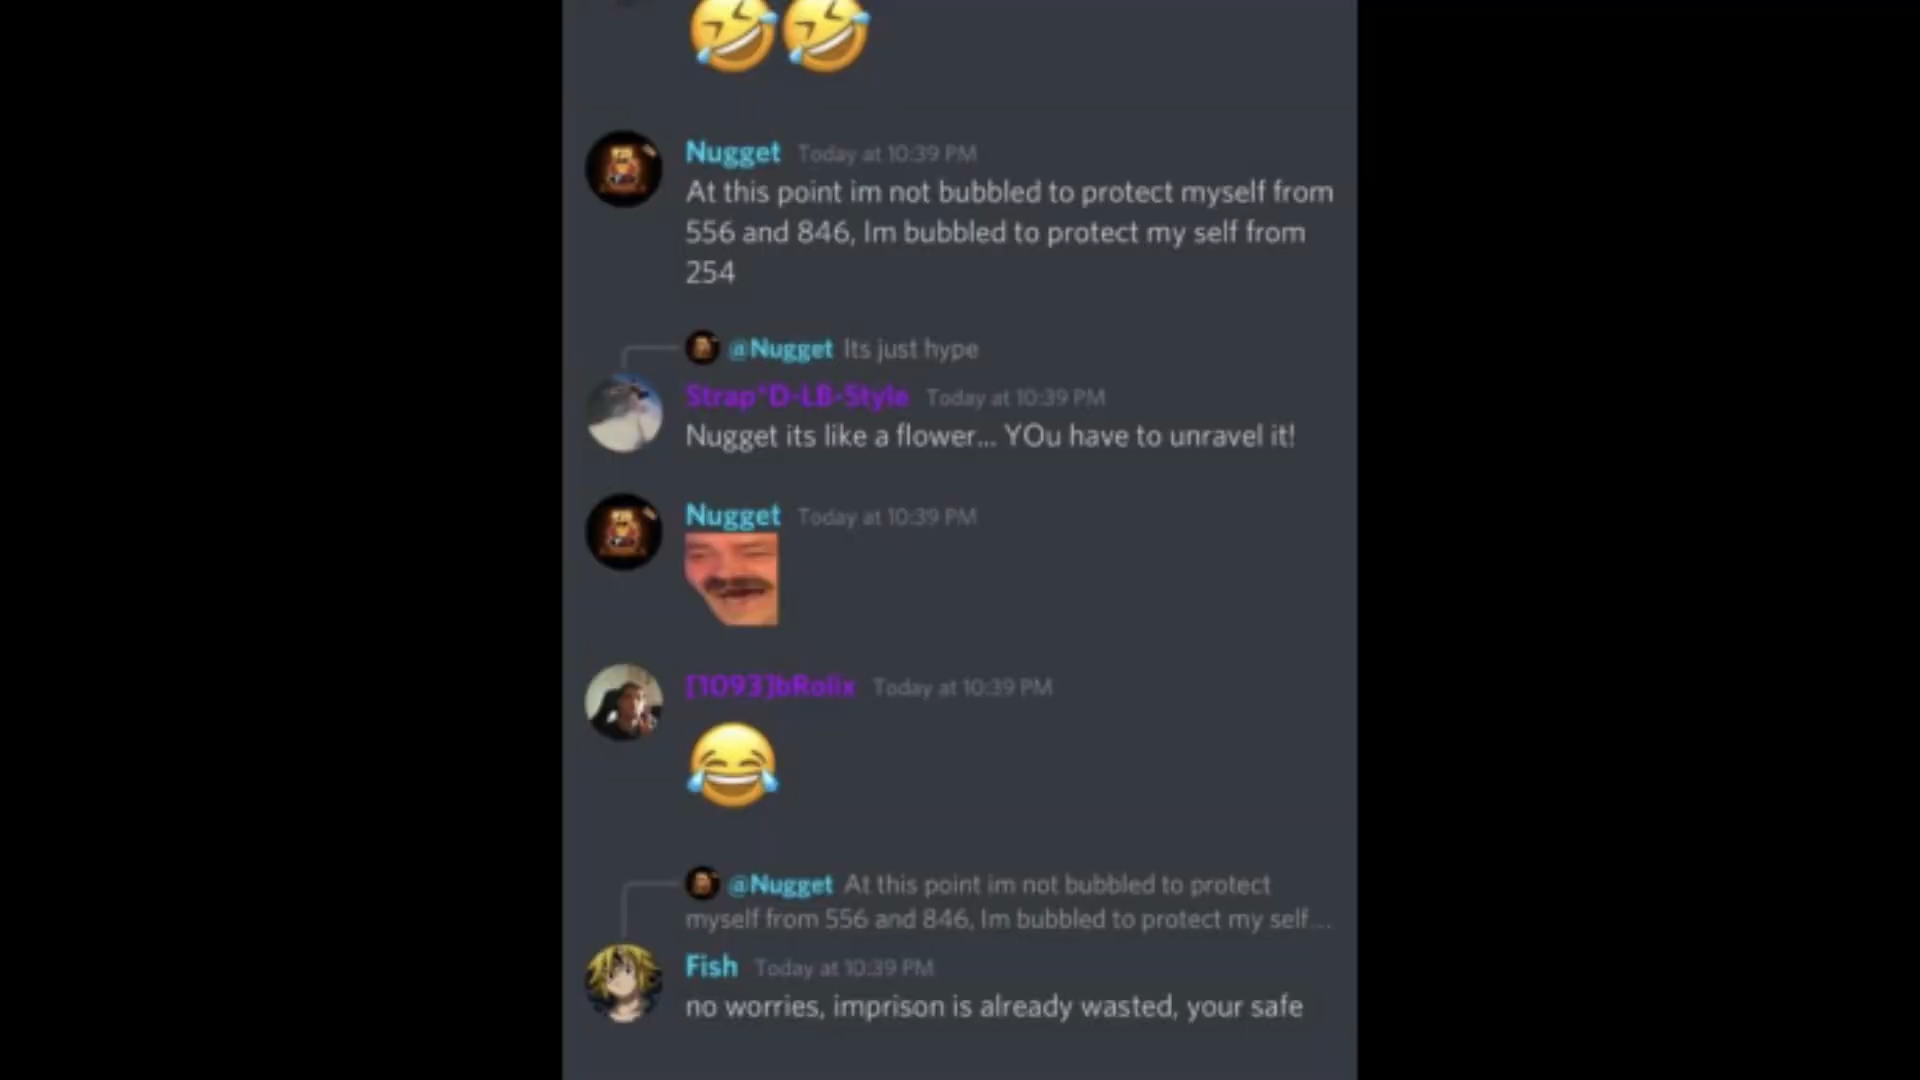 Nugget Today at 10:39 PM
At this point im not bubbled to protect myself from
556 and 846, Im bubbled to protect my self from
254
@Nugget Its just hype
Strap*D-LB-Style Today at 10:39 PM
Nugget its like a flower... YOu have to unravel it!
Nugget Today at 10:39 PM
[1093]bRolix Today at 10:39 PM
@Nugget At this point im not bubbled to protect
myself from 556 and 846, Im bubbled to protect my self...
Fish Today at 10:39 PM
no worries, imprison is already wasted, your safe